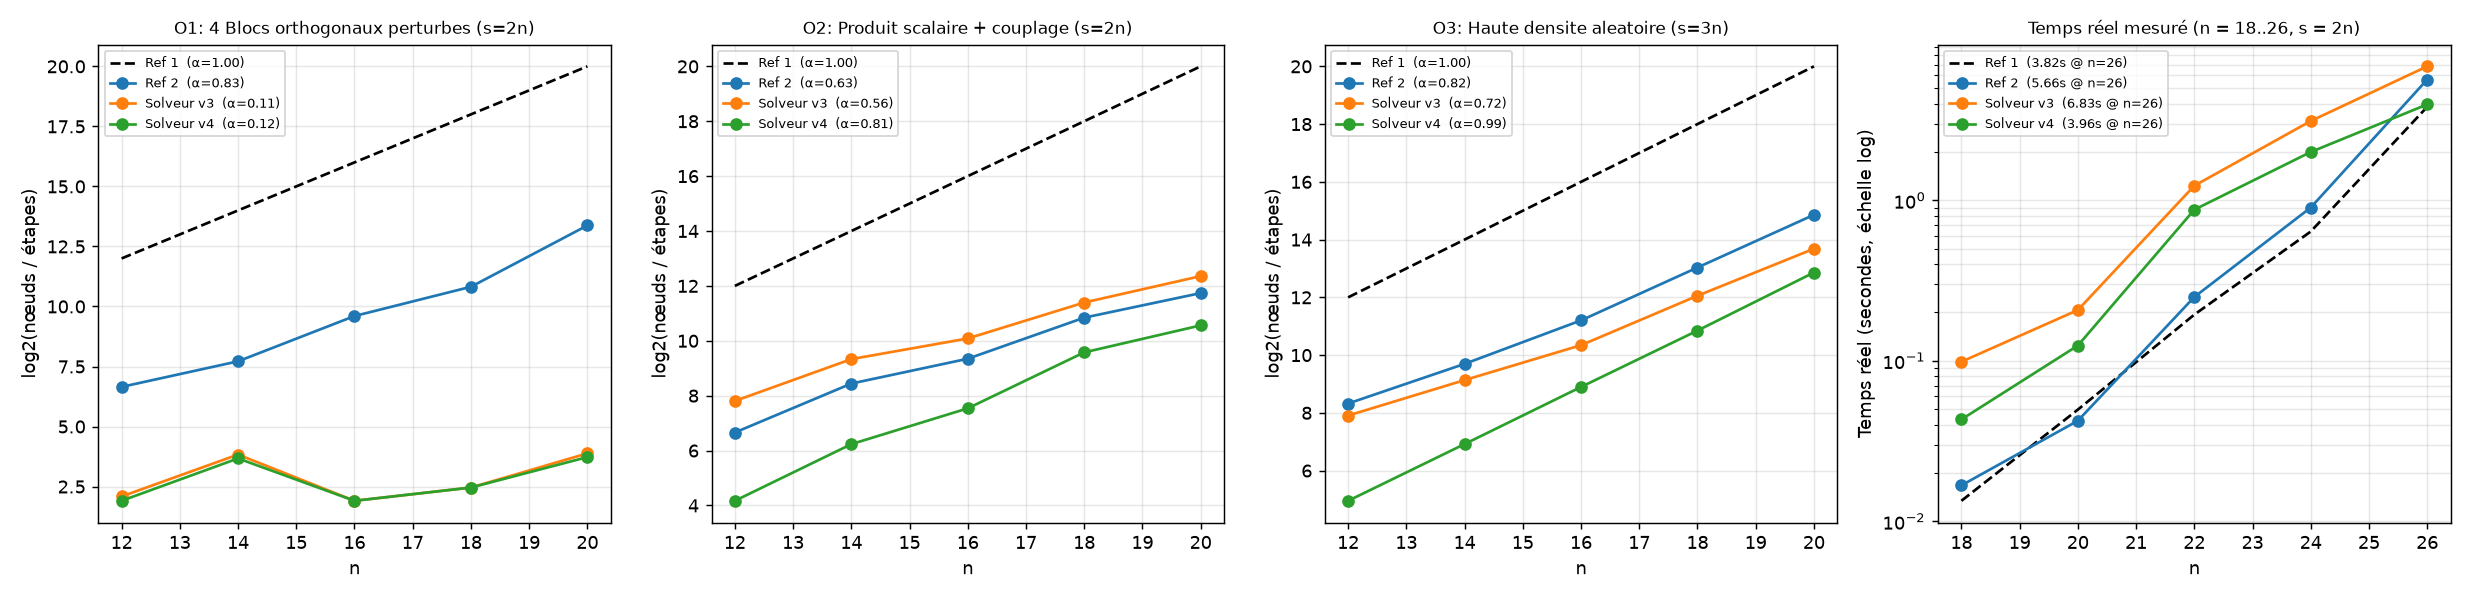 O1: 4 Blocs orthogonaux perturbes (s=2n)
Ref 1 (α=1.00)
Ref 2 (α=0.83)
Solveur v3 (α=0.11)
Solveur v4 (α=0.12)
log2(nœuds / étapes)
20.0
17.5
15.0
12.5
10.0
7.5
5.0
2.5
12 13 14 15 16 17 18 19 20
n
O2: Produit scalaire + couplage (s=2n)
Ref 1 (α=1.00)
Ref 2 (α=0.63)
Solveur v3 (α=0.56)
Solveur v4 (α=0.81)
log2(nœuds / étapes)
20
18
16
14
12
10
8
6
4
12 13 14 15 16 17 18 19 20
n
O3: Haute densite aleatoire (s=3n)
Ref 1 (α=1.00)
Ref 2 (α=0.82)
Solveur v3 (α=0.72)
Solveur v4 (α=0.99)
log2(nœuds / étapes)
20
18
16
14
12
10
8
6
12 13 14 15 16 17 18 19 20
n
Temps réel mesuré (n = 18..26, s = 2n)
Ref 1 (3.82s @ n=26)
Ref 2 (5.66s @ n=26)
Solveur v3 (6.83s @ n=26)
Solveur v4 (3.96s @ n=26)
Temps réel (secondes, échelle log)
10⁰
10⁻¹
10⁻²
18 19 20 21 22 23 24 25 26
n